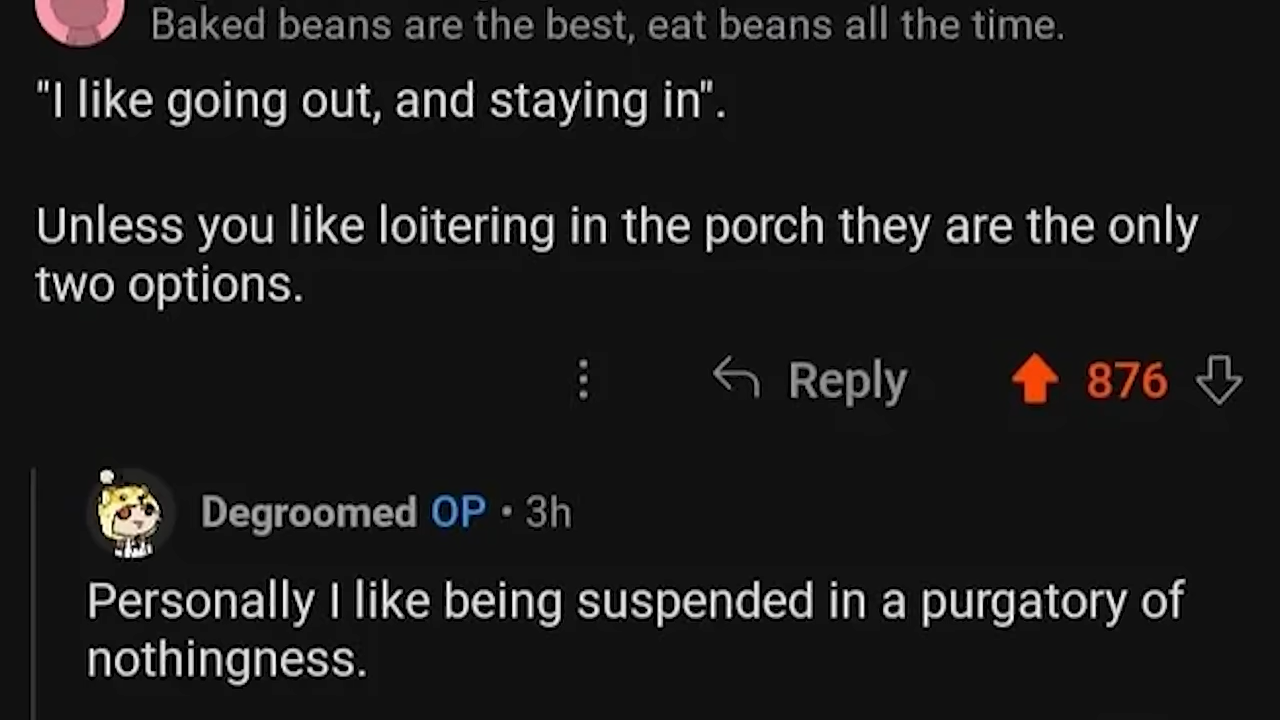 Baked beans are the best, eat beans all the time.
"I like going out, and staying in".
Unless you like loitering in the porch they are the only
two options.
Reply 876
Degroomed OP • 3h
Personally I like being suspended in a purgatory of
nothingness.